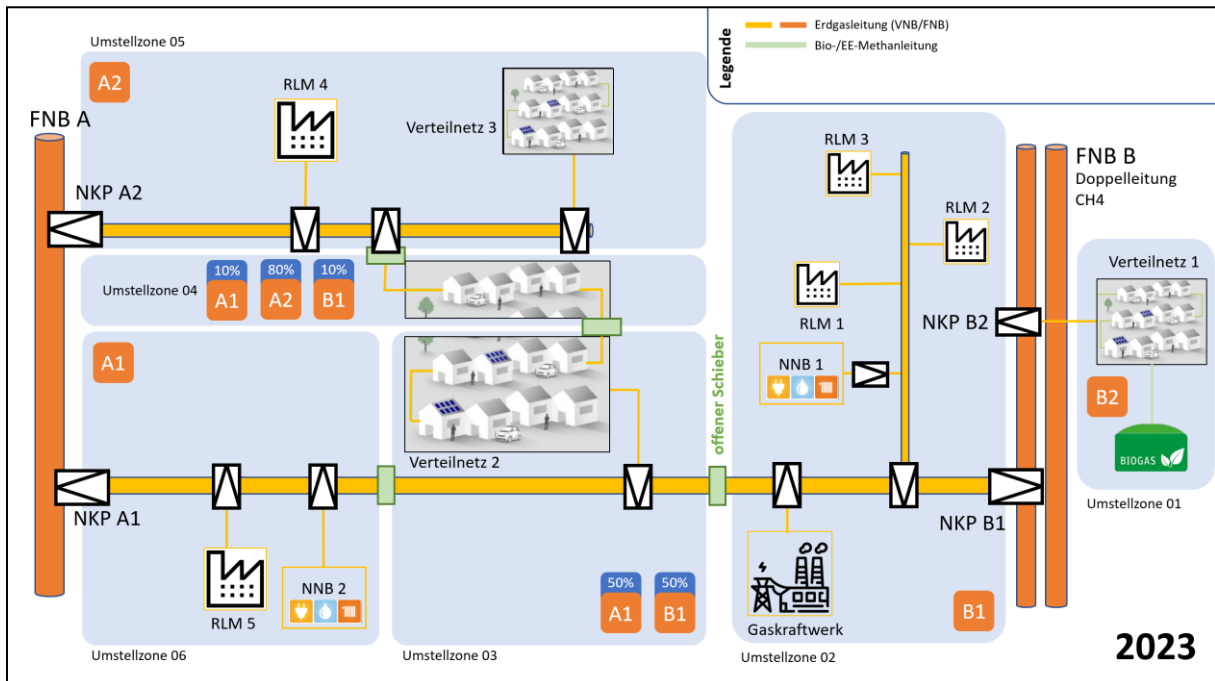 Umstellzone 05
A2
FNB A
RLM 4
Verteilnetz 3
NKP A2
Legende
Erdgasleitung (VNB/FNB)
Bio-/EE-Methanleitung
RLM 3
RLM 2
RLM 1
FNB B
Doppelleitung
CH4
Verteilnetz 1
NKP B2
NNB 1
B2
BIOGAS
Umstellzone 01
Umstellzone 04
10%
A1
80%
A2
10%
B1
A1
Verteilnetz 2
offener Schieber
NKP A1
NKP B1
RLM 5
NNB 2
50%
A1
50%
B1
Gaskraftwerk
B1
Umstellzone 06
Umstellzone 03
Umstellzone 02
2023